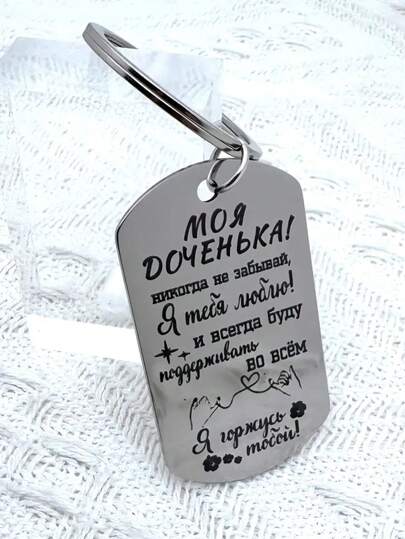 МОЯ
ДОЧЕНЬКА!
никогда не забывай,
Я тебя люблю!
и всегда буду
поддерживать
во всём
Я горжусь
тобой!